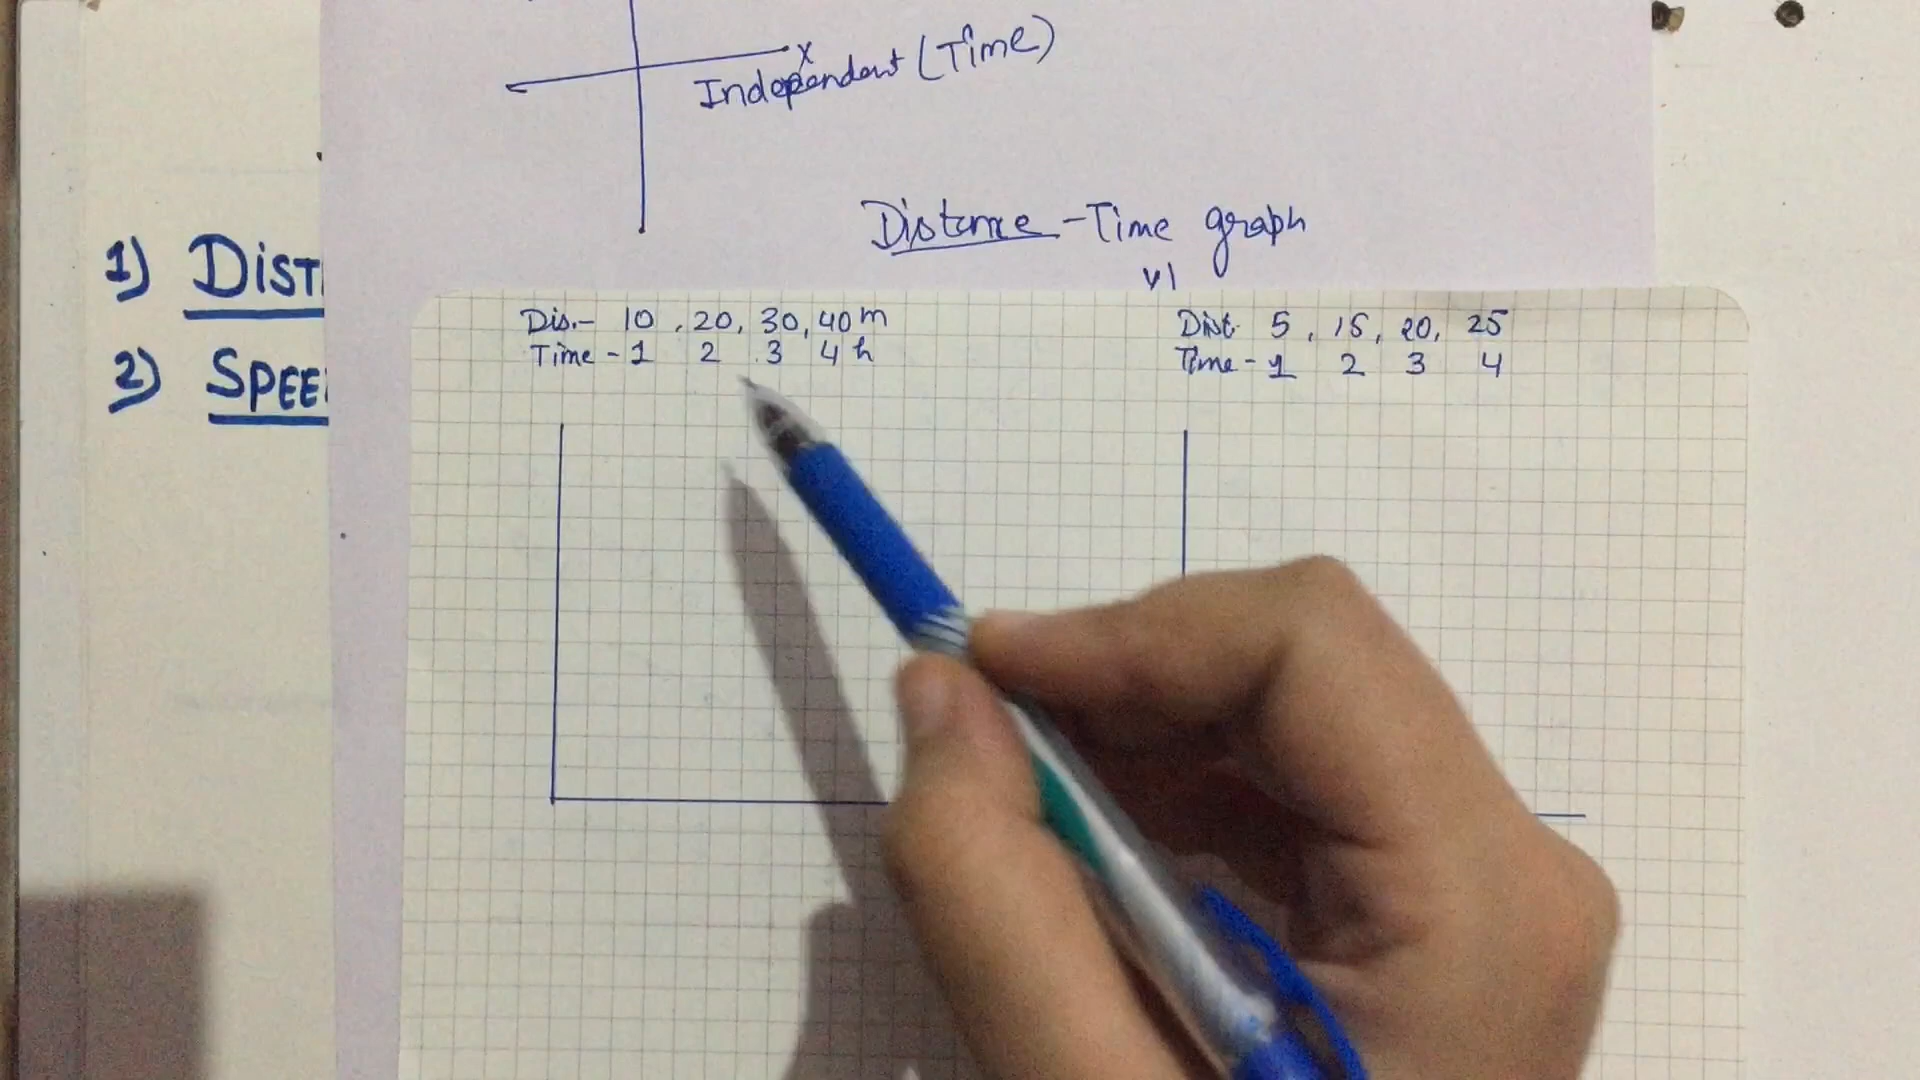 x
Independent (Time)
Distance - Time graph
1) DIST
2) SPEE
Dis.- 10 , 20, 30, 40 m
Time - 1 2 3 4 h
Dist. 5 , 15, 20, 25
Time - 1 2 3 4